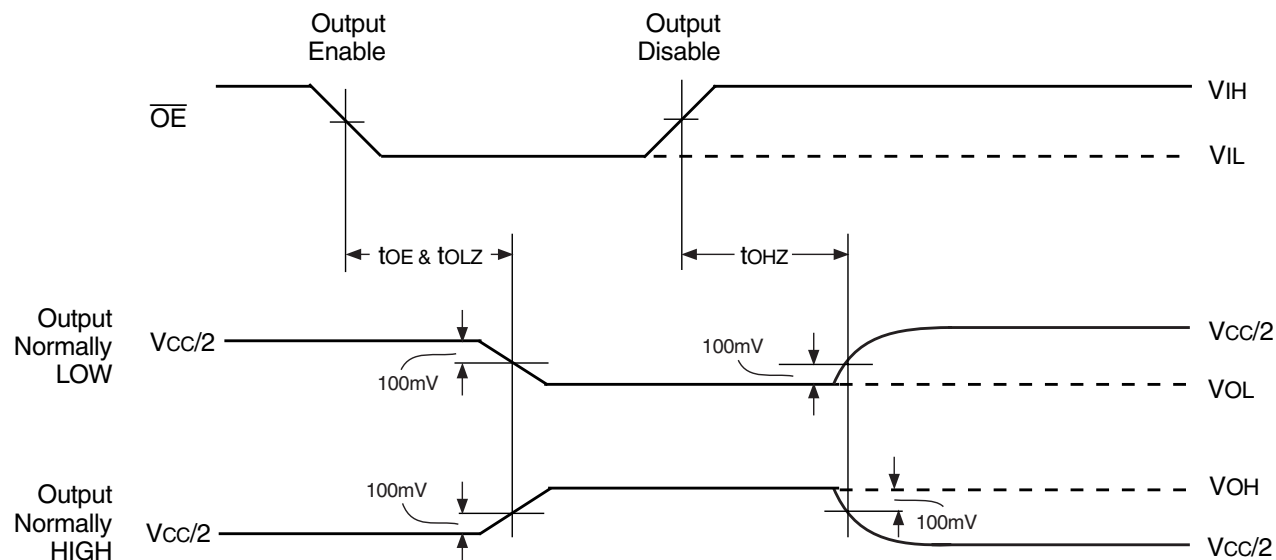 Output
Enable
Output
Disable
OE
VIH
VIL
tOE & tOLZ
tOHZ
Output
Normally
LOW
VCC/2
100mV
100mV
VCC/2
VOL
Output
Normally
HIGH
VCC/2
100mV
VOH
100mV
VCC/2